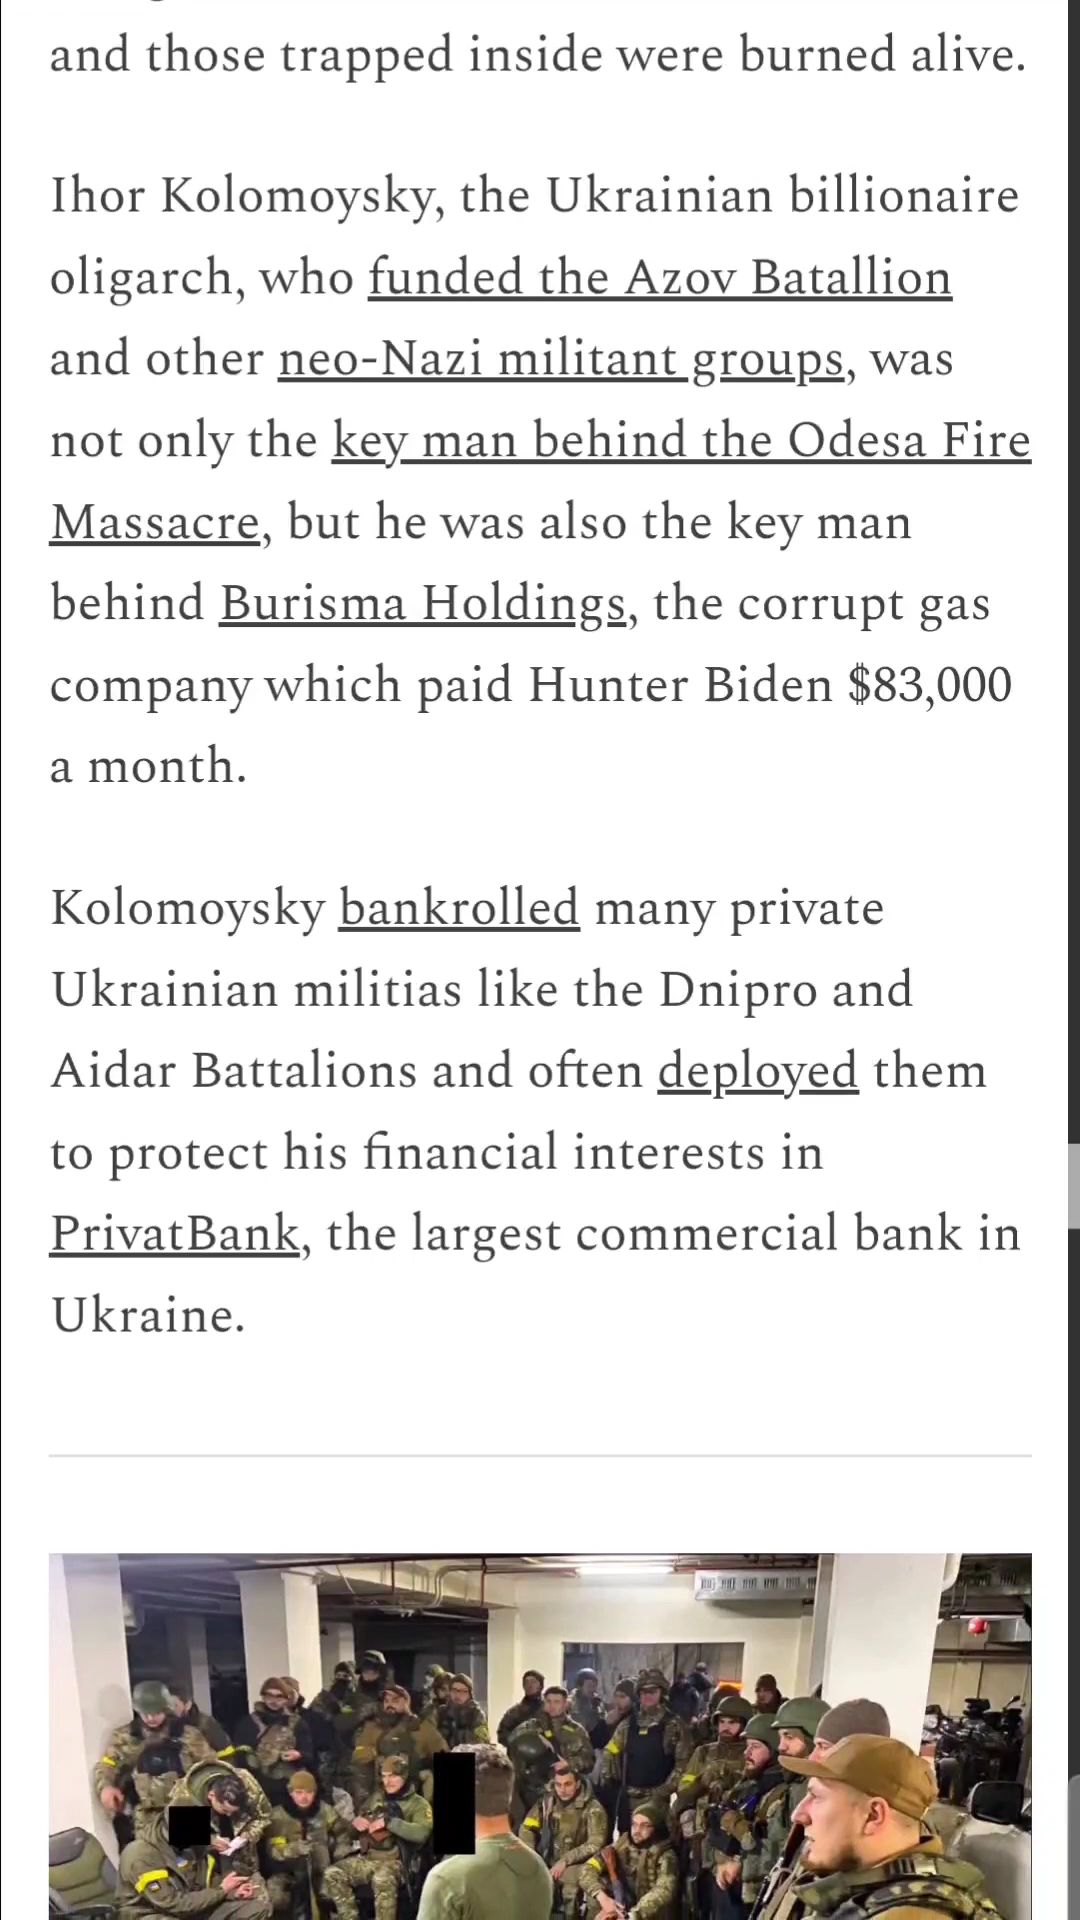 and those trapped inside were burned alive.
Ihor Kolomoysky, the Ukrainian billionaire
oligarch, who funded the Azov Batallion
and other neo-Nazi militant groups, was
not only the key man behind the Odesa Fire
Massacre, but he was also the key man
behind Burisma Holdings, the corrupt gas
company which paid Hunter Biden $83,000
a month.
Kolomoysky bankrolled many private
Ukrainian militias like the Dnipro and
Aidar Battalions and often deployed them
to protect his financial interests in
PrivatBank, the largest commercial bank in
Ukraine.